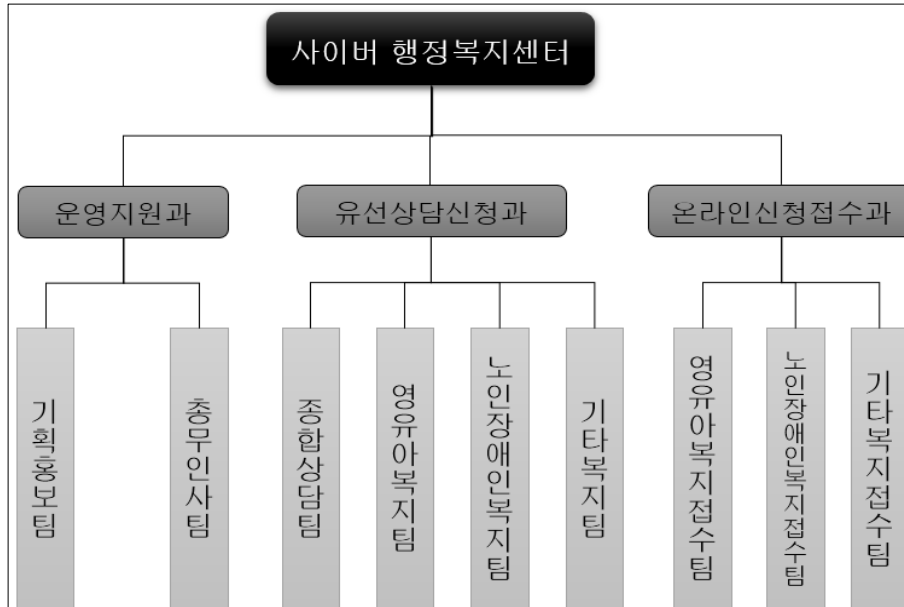 사이버 행정복지센터
운영지원과
유선상담신청과
온라인신청접수과
기획홍보팀
총무인사팀
종합상담팀
영유아복지팀
노인장애인복지팀
기타복지팀
영유아복지접수팀
노인장애인복지접수팀
기타복지접수팀